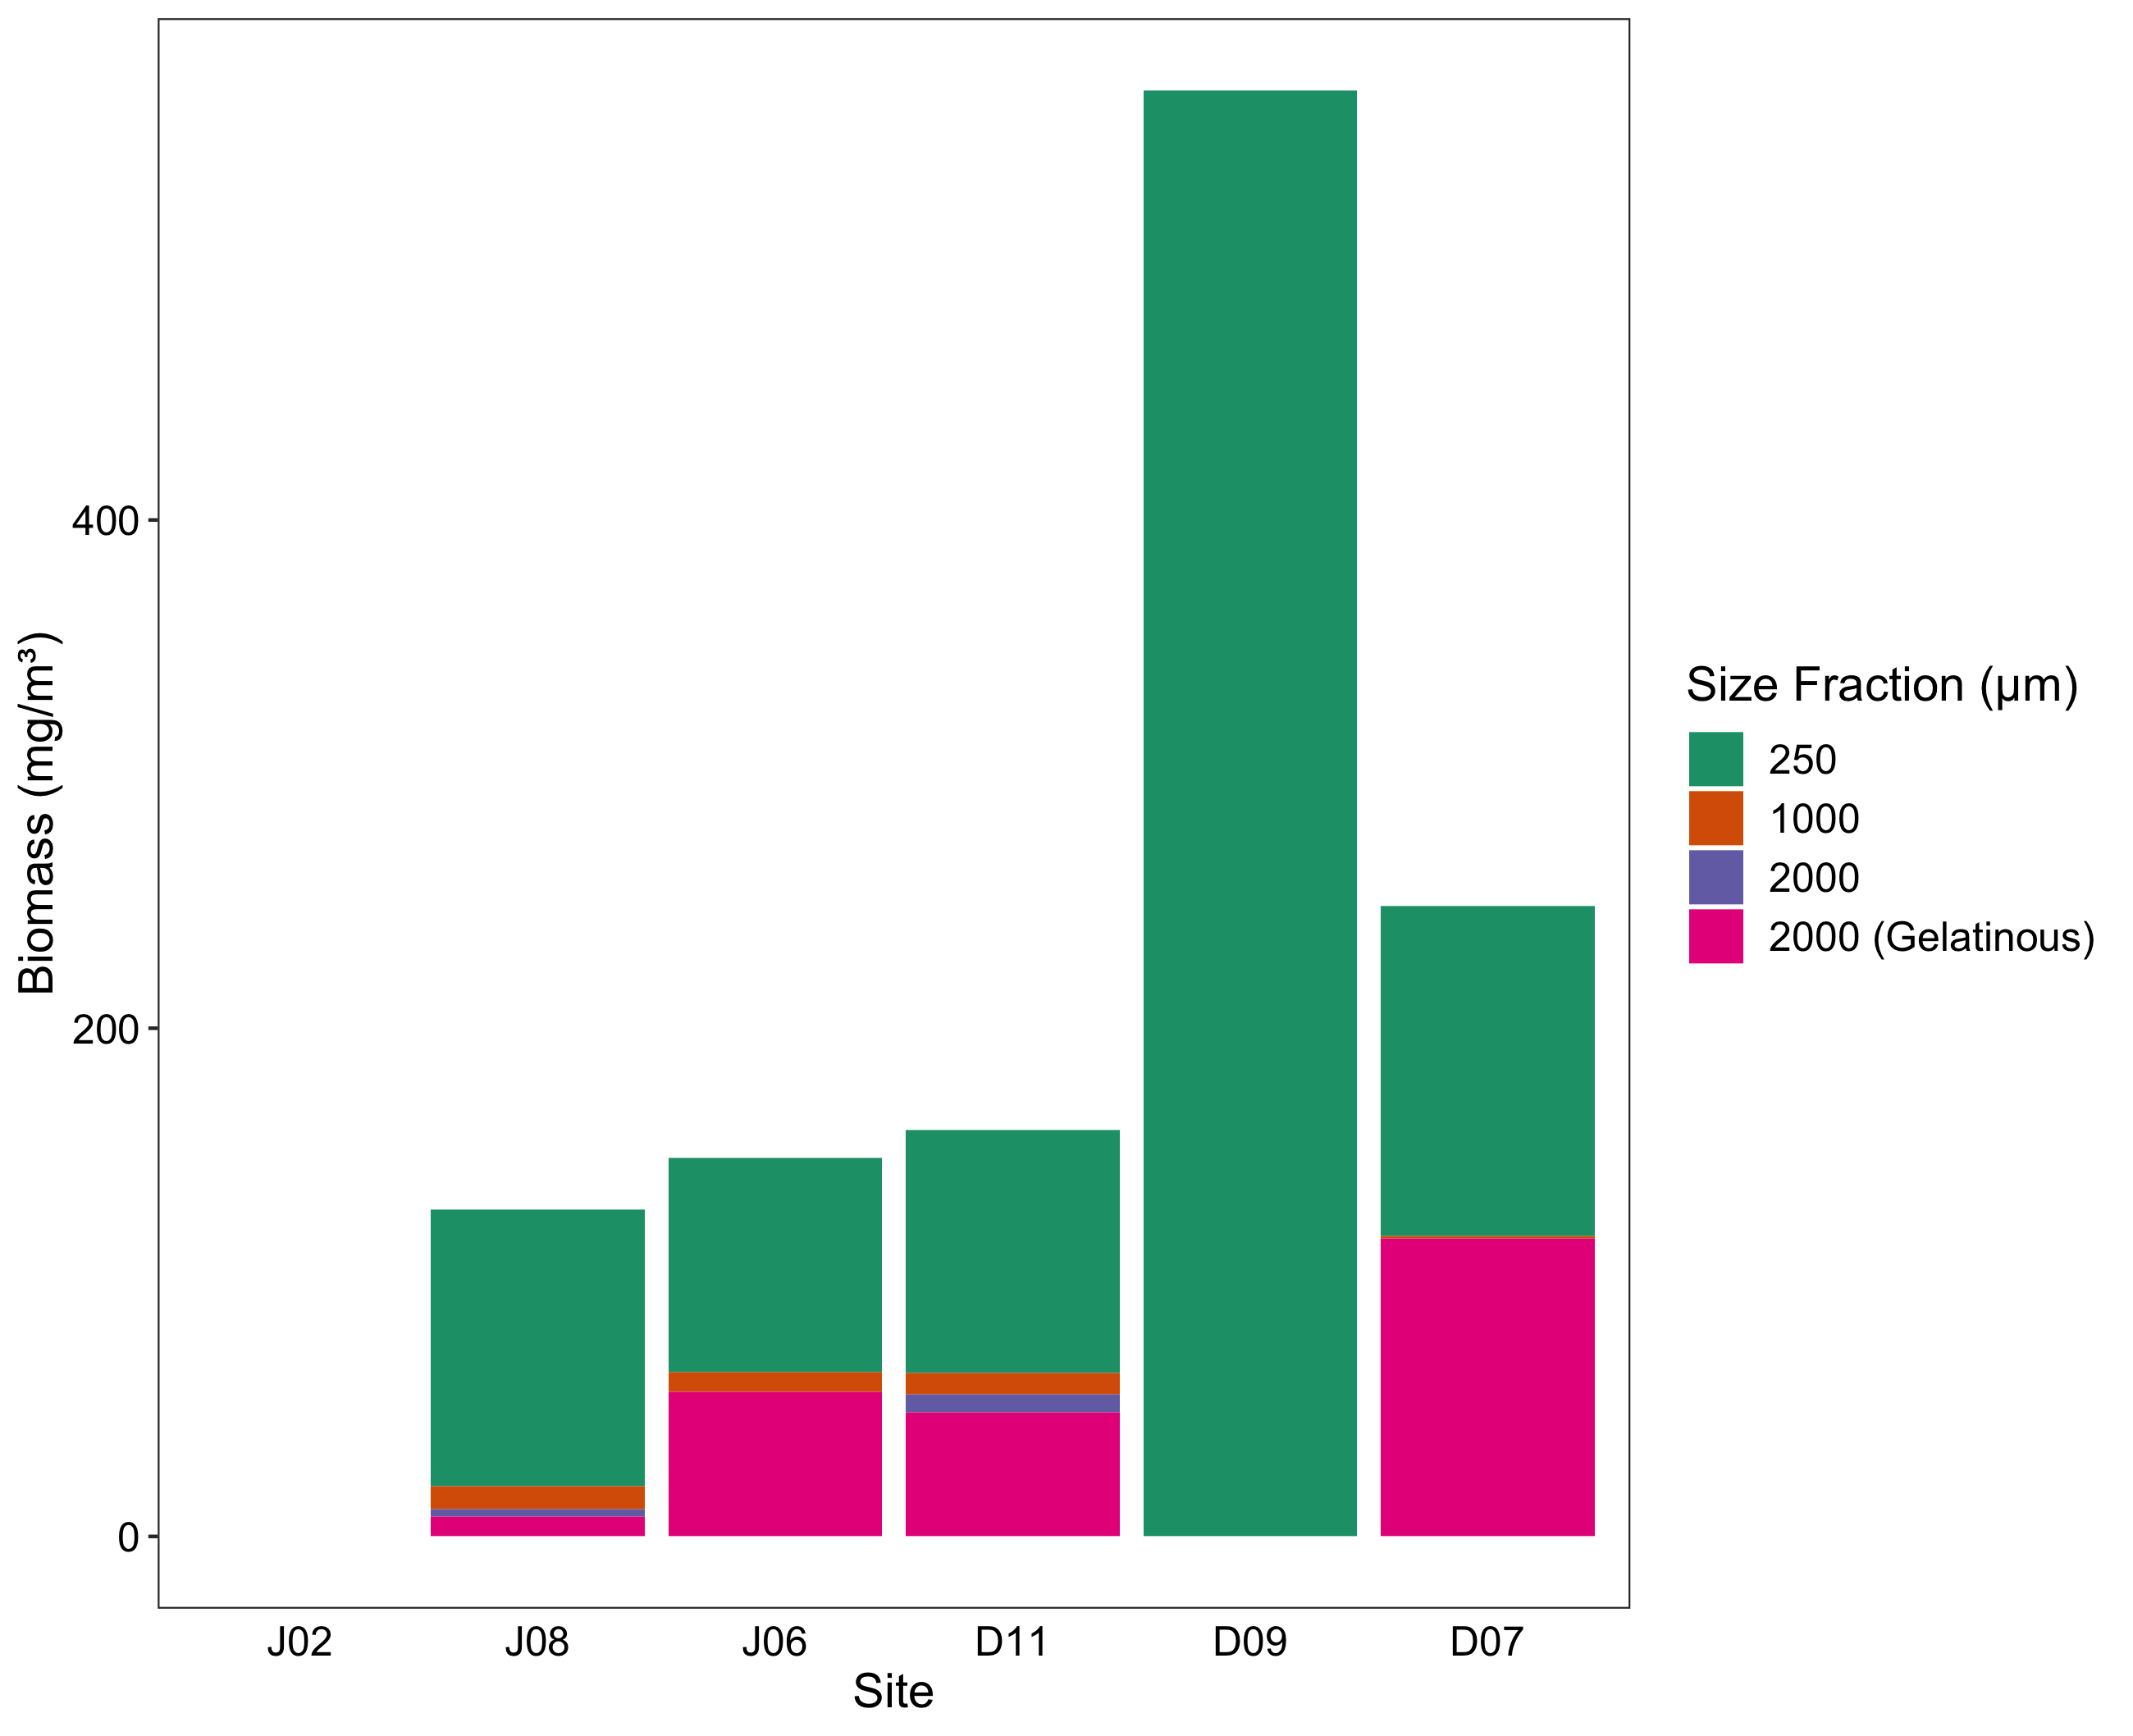 Biomass (mg/m³)
400
200
0
J02 J08 J06 D11 D09 D07
Site
Size Fraction (μm)
250
1000
2000
2000 (Gelatinous)